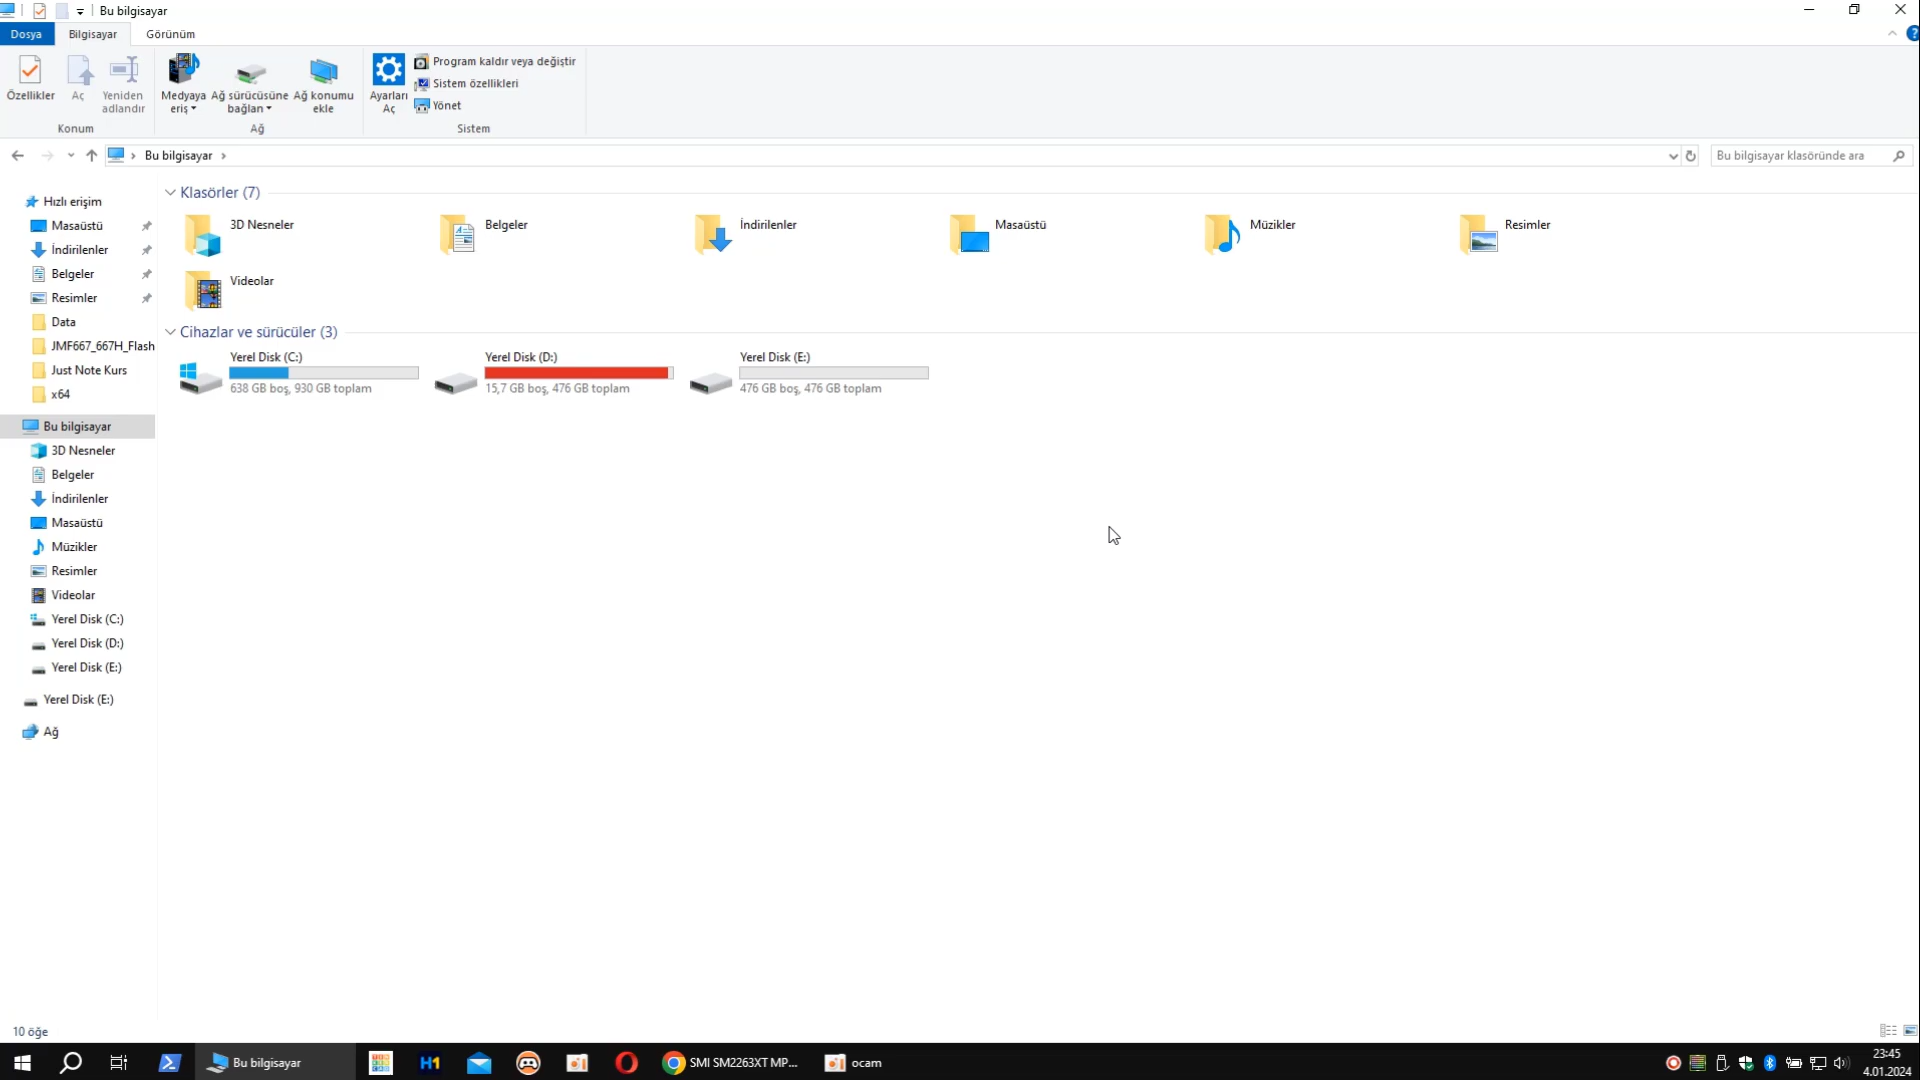 Bu bilgisayar
Dosya
Bilgisayar
Görünüm
Özellikler
Aç
Yeniden adlandır
Medyaya eriş
Ağ sürücüsüne bağlan
Ağ konumu ekle
Ayarları Aç
Program kaldır veya değiştir
Sistem özellikleri
Yönet
Konum
Ağ
Sistem
Bu bilgisayar
Bu bilgisayar klasöründe ara
Hızlı erişim
Masaüstü
İndirilenler
Belgeler
Resimler
Data
JMF667_667H_Flash
Just Note Kurs
x64
Bu bilgisayar
3D Nesneler
Belgeler
İndirilenler
Masaüstü
Müzikler
Resimler
Videolar
Yerel Disk (C:)
Yerel Disk (D:)
Yerel Disk (E:)
Yerel Disk (E:)
Ağ
Klasörler (7)
3D Nesneler
Belgeler
İndirilenler
Masaüstü
Müzikler
Resimler
Videolar
Cihazlar ve sürücüler (3)
Yerel Disk (C:)
638 GB boş, 930 GB toplam
Yerel Disk (D:)
15,7 GB boş, 476 GB toplam
Yerel Disk (E:)
476 GB boş, 476 GB toplam
10 öğe
Bu bilgisayar
H1
SMI SM2263XT MP...
ocam
23:45
4.01.2024